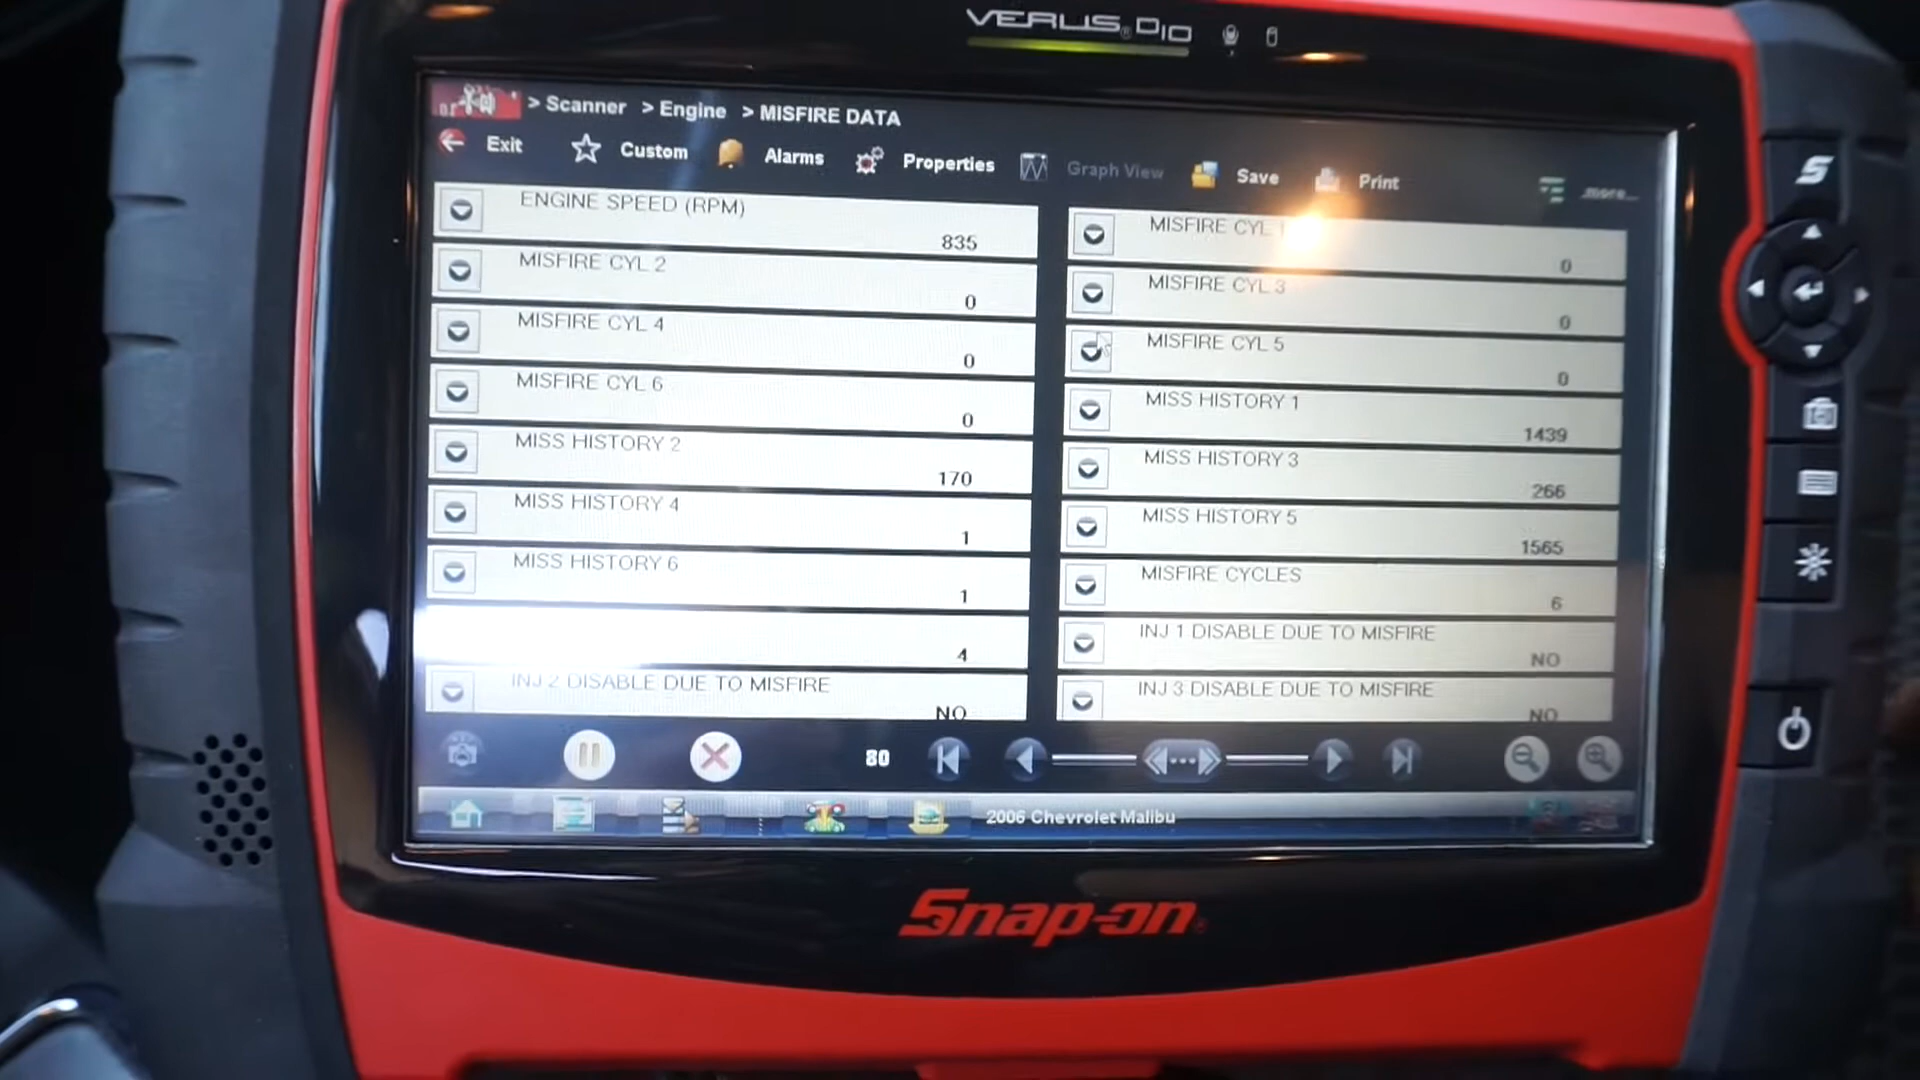 VERUS® D10
> Scanner > Engine > MISFIRE DATA
Exit Custom Alarms Properties Graph View Save Print more...
ENGINE SPEED (RPM)
835
MISFIRE CYL
0
MISFIRE CYL 2
0
MISFIRE CYL 3
0
MISFIRE CYL 4
0
MISFIRE CYL 5
0
MISFIRE CYL 6
0
MISS HISTORY 1
1439
MISS HISTORY 2
170
MISS HISTORY 3
266
MISS HISTORY 4
1
MISS HISTORY 5
1565
MISS HISTORY 6
1
MISFIRE CYCLES
6
4
INJ 1 DISABLE DUE TO MISFIRE
NO
INJ 2 DISABLE DUE TO MISFIRE
NO
INJ 3 DISABLE DUE TO MISFIRE
NO
80
2006 Chevrolet Malibu
Snap-on
S